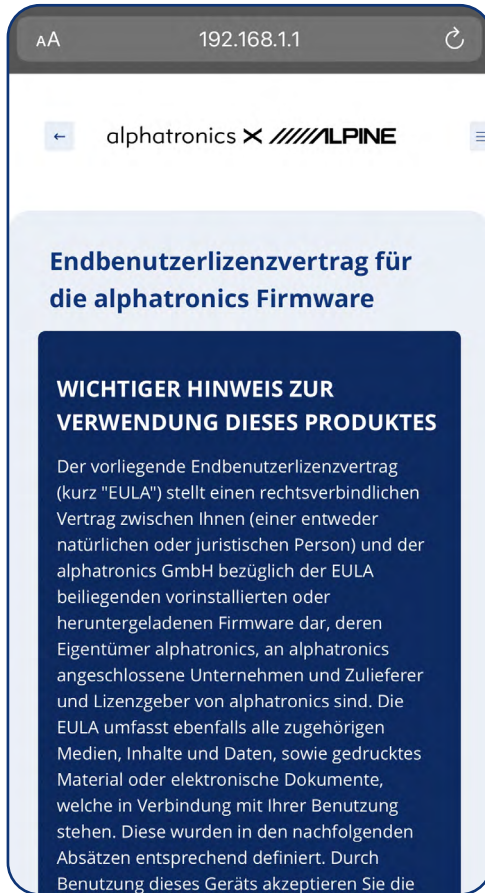 AA 192.168.1.1
alphatronics X ALPINE
Endbenutzerlizenzvertrag für
die alphatronics Firmware
WICHTIGER HINWEIS ZUR
VERWENDUNG DIESES PRODUKTES
Der vorliegende Endbenutzerlizenzvertrag
(kurz "EULA") stellt einen rechtsverbindlichen
Vertrag zwischen Ihnen (einer entweder
natürlichen oder juristischen Person) und der
alphatronics GmbH bezüglich der EULA
beiliegenden vorinstallierten oder
heruntergeladenen Firmware dar, deren
Eigentümer alphatronics, an alphatronics
angeschlossene Unternehmen und Zulieferer
und Lizenzgeber von alphatronics sind. Die
EULA umfasst ebenfalls alle zugehörigen
Medien, Inhalte und Daten, sowie gedrucktes
Material oder elektronische Dokumente,
welche in Verbindung mit Ihrer Benutzung
stehen. Diese wurden in den nachfolgenden
Absätzen entsprechend definiert. Durch
Benutzung dieses Geräts akzeptieren Sie die